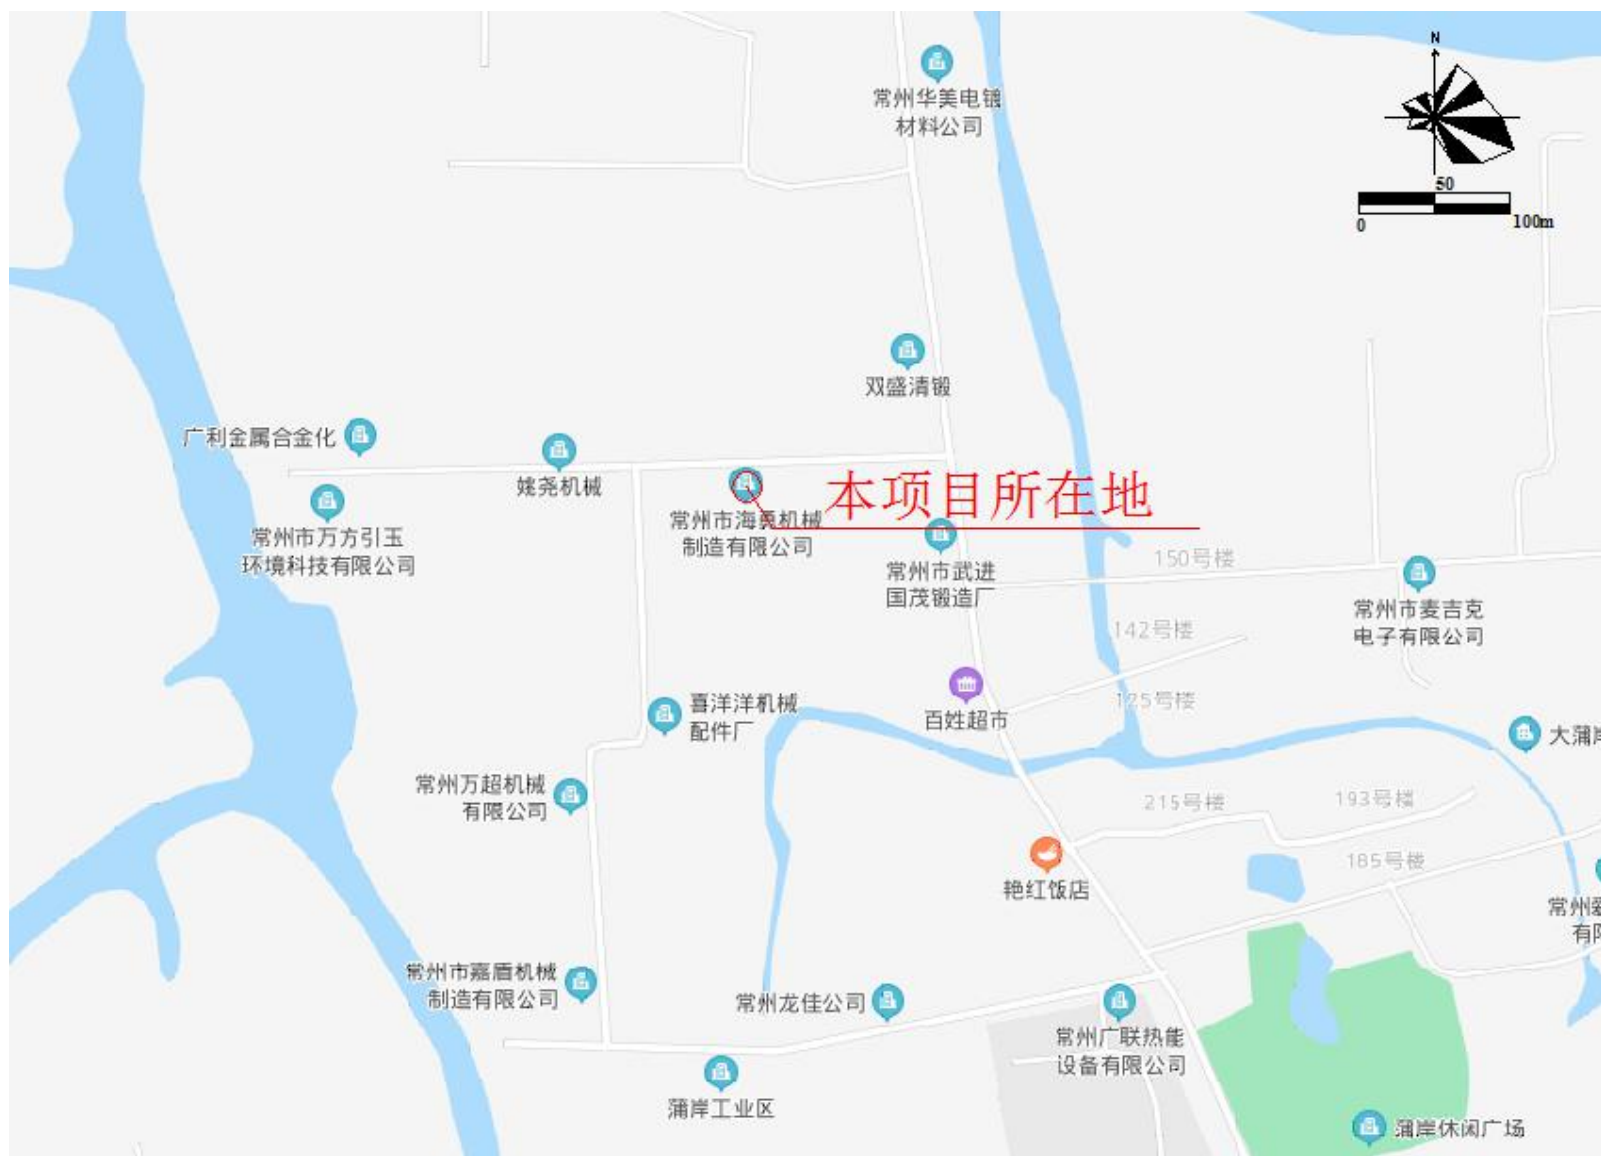 N
常州华美电镀
材料公司
50
0
100m
双盛清锻
广利金属合金化
姚尧机械
本项目所在地
常州市海勇机械
制造有限公司
常州市万方引玉
环境科技有限公司
150号楼
常州市武进
国茂锻造厂
常州市麦吉克
电子有限公司
142号楼
125号楼
喜洋洋机械
配件厂
百姓超市
大蒲岸
常州万超机械
有限公司
215号楼
193号楼
185号楼
艳红饭店
常州
有限
常州市嘉盾机械
制造有限公司
常州龙佳公司
常州广联热能
设备有限公司
蒲岸工业区
蒲岸休闲广场